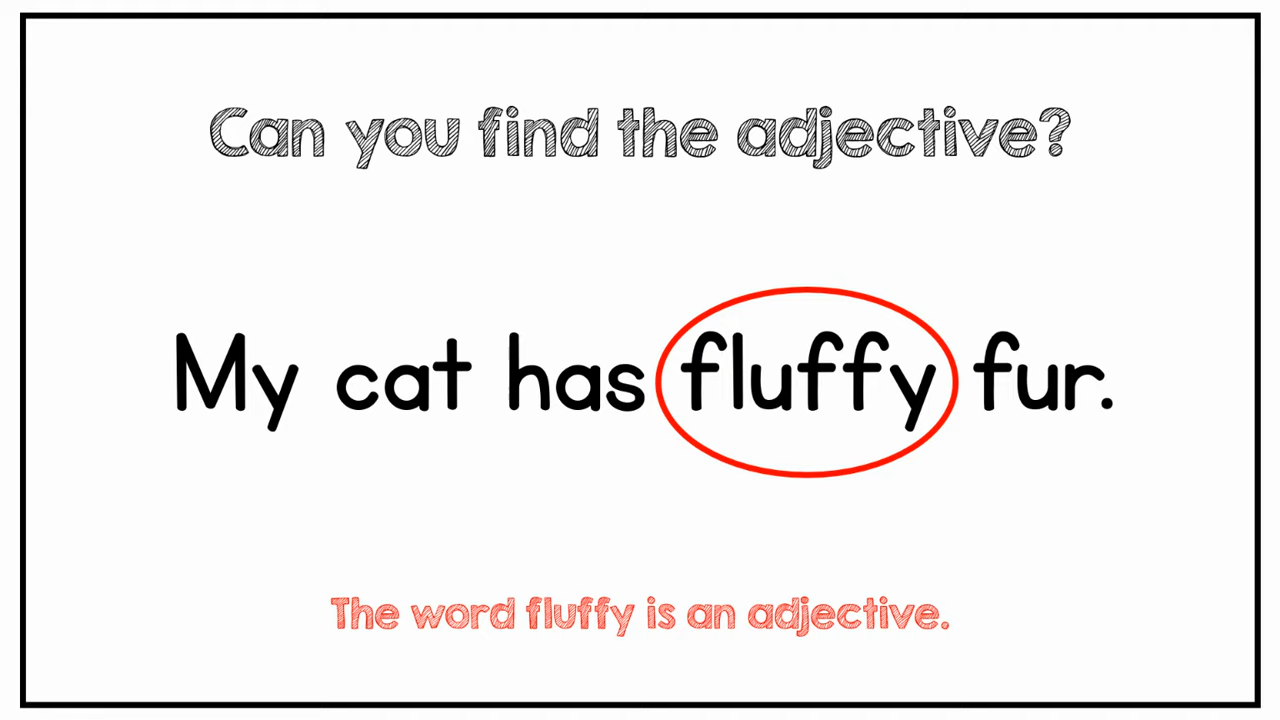 Can you find the adjective?
My cat has fluffy fur.
The word fluffy is an adjective.